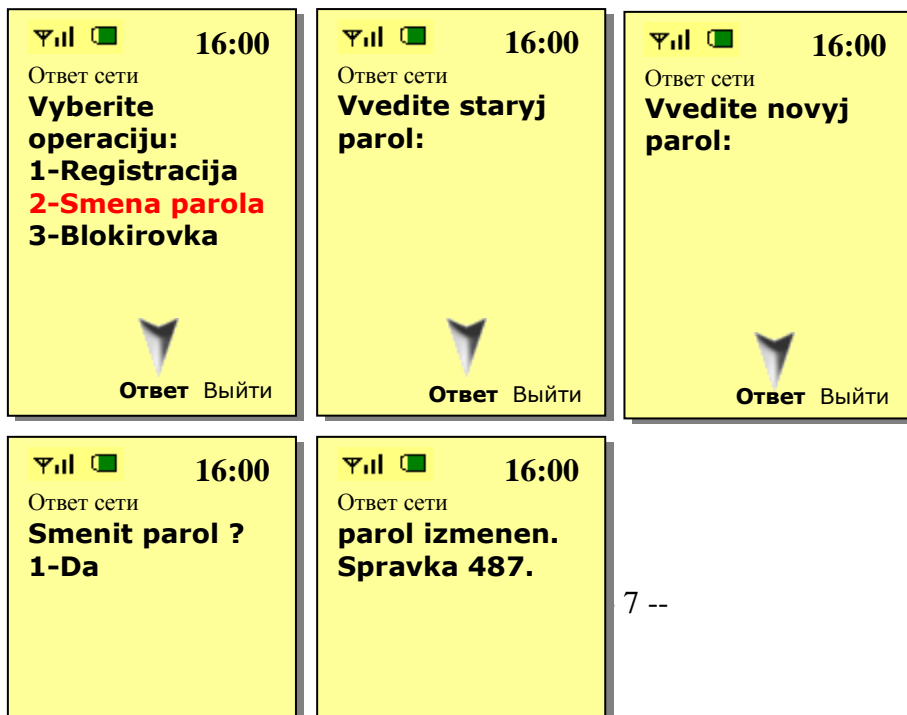 16:00
Ответ сети
Vyberite
operaciju:
1-Registracija
2-Smena parola
3-Blokirovka
Ответ Выйти
16:00
Ответ сети
Vvedite staryj
parol:
Ответ Выйти
16:00
Ответ сети
Vvedite novyj
parol:
Ответ Выйти
16:00
Ответ сети
Smenit parol ?
1-Da
16:00
Ответ сети
parol izmenen.
Spravka 487.
7 --